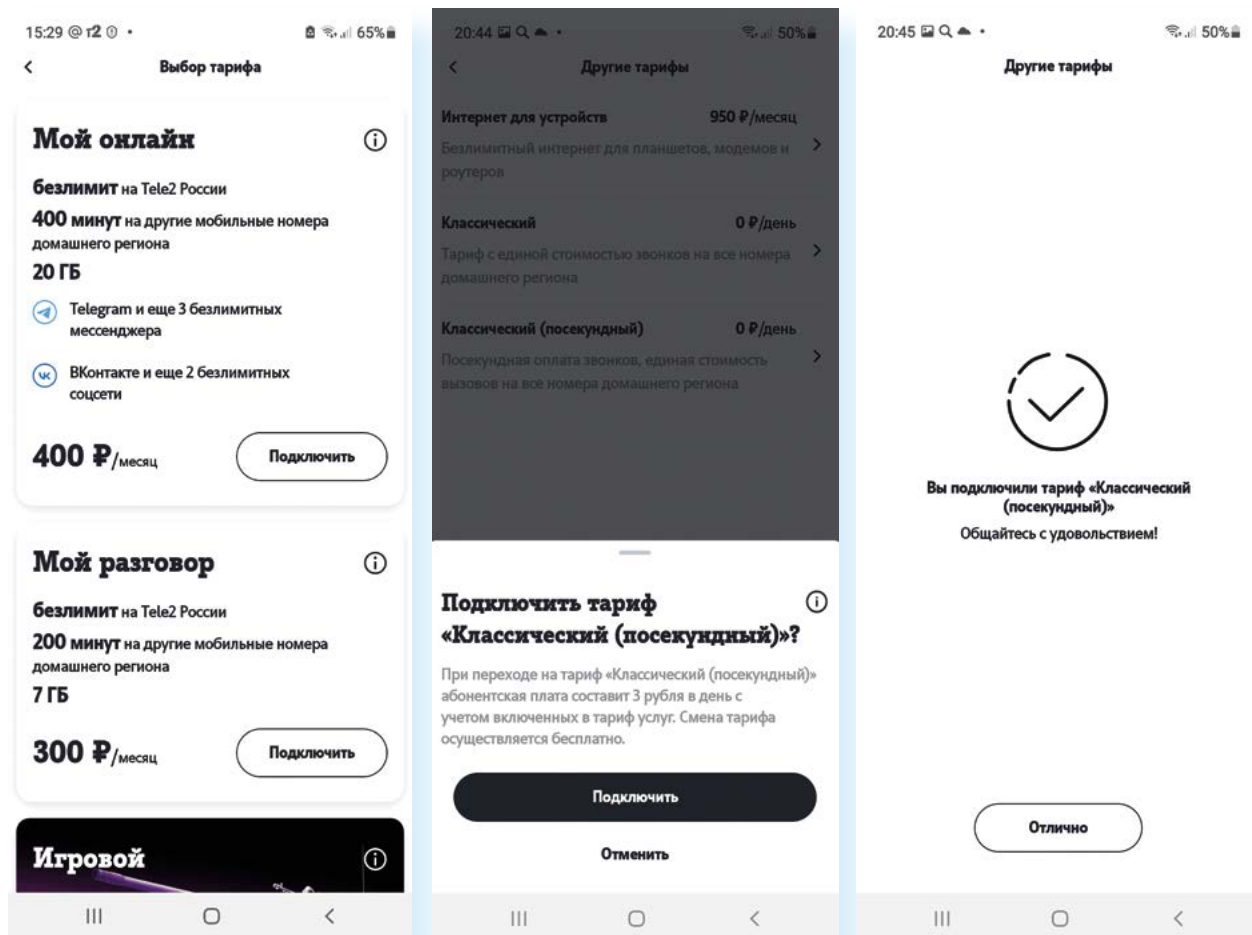 15:29 @ т2
65%
Выбор тарифа
Мой онлайн
безлимит на Tele2 России
400 минут на другие мобильные номера
домашнего региона
20 ГБ
Telegram и еще 3 безлимитных
мессенджера
ВКонтакте и еще 2 безлимитных
соцсети
400 ₽/месяц
Подключить
Мой разговор
безлимит на Tele2 России
200 минут на другие мобильные номера
домашнего региона
7 ГБ
300 ₽/месяц
Подключить
Игровой
20:44
50%
Другие тарифы
Интернет для устройств 950 ₽/месяц
Безлимитный интернет для планшетов, модемов и
роутеров
Классический 0 ₽/день
Тариф с единой стоимостью звонков на все номера
домашнего региона
Классический (посекундный) 0 ₽/день
Посекундная оплата звонков, единая стоимость
вызовов на все номера домашнего региона
Подключить тариф
«Классический (посекундный)»?
При переходе на тариф «Классический (посекундный)»
абонентская плата составит 3 рубля в день с
учетом включенных в тариф услуг. Смена тарифа
осуществляется бесплатно.
Подключить
Отменить
20:45
50%
Другие тарифы
Вы подключили тариф «Классический
(посекундный)»
Общайтесь с удовольствием!
Отлично